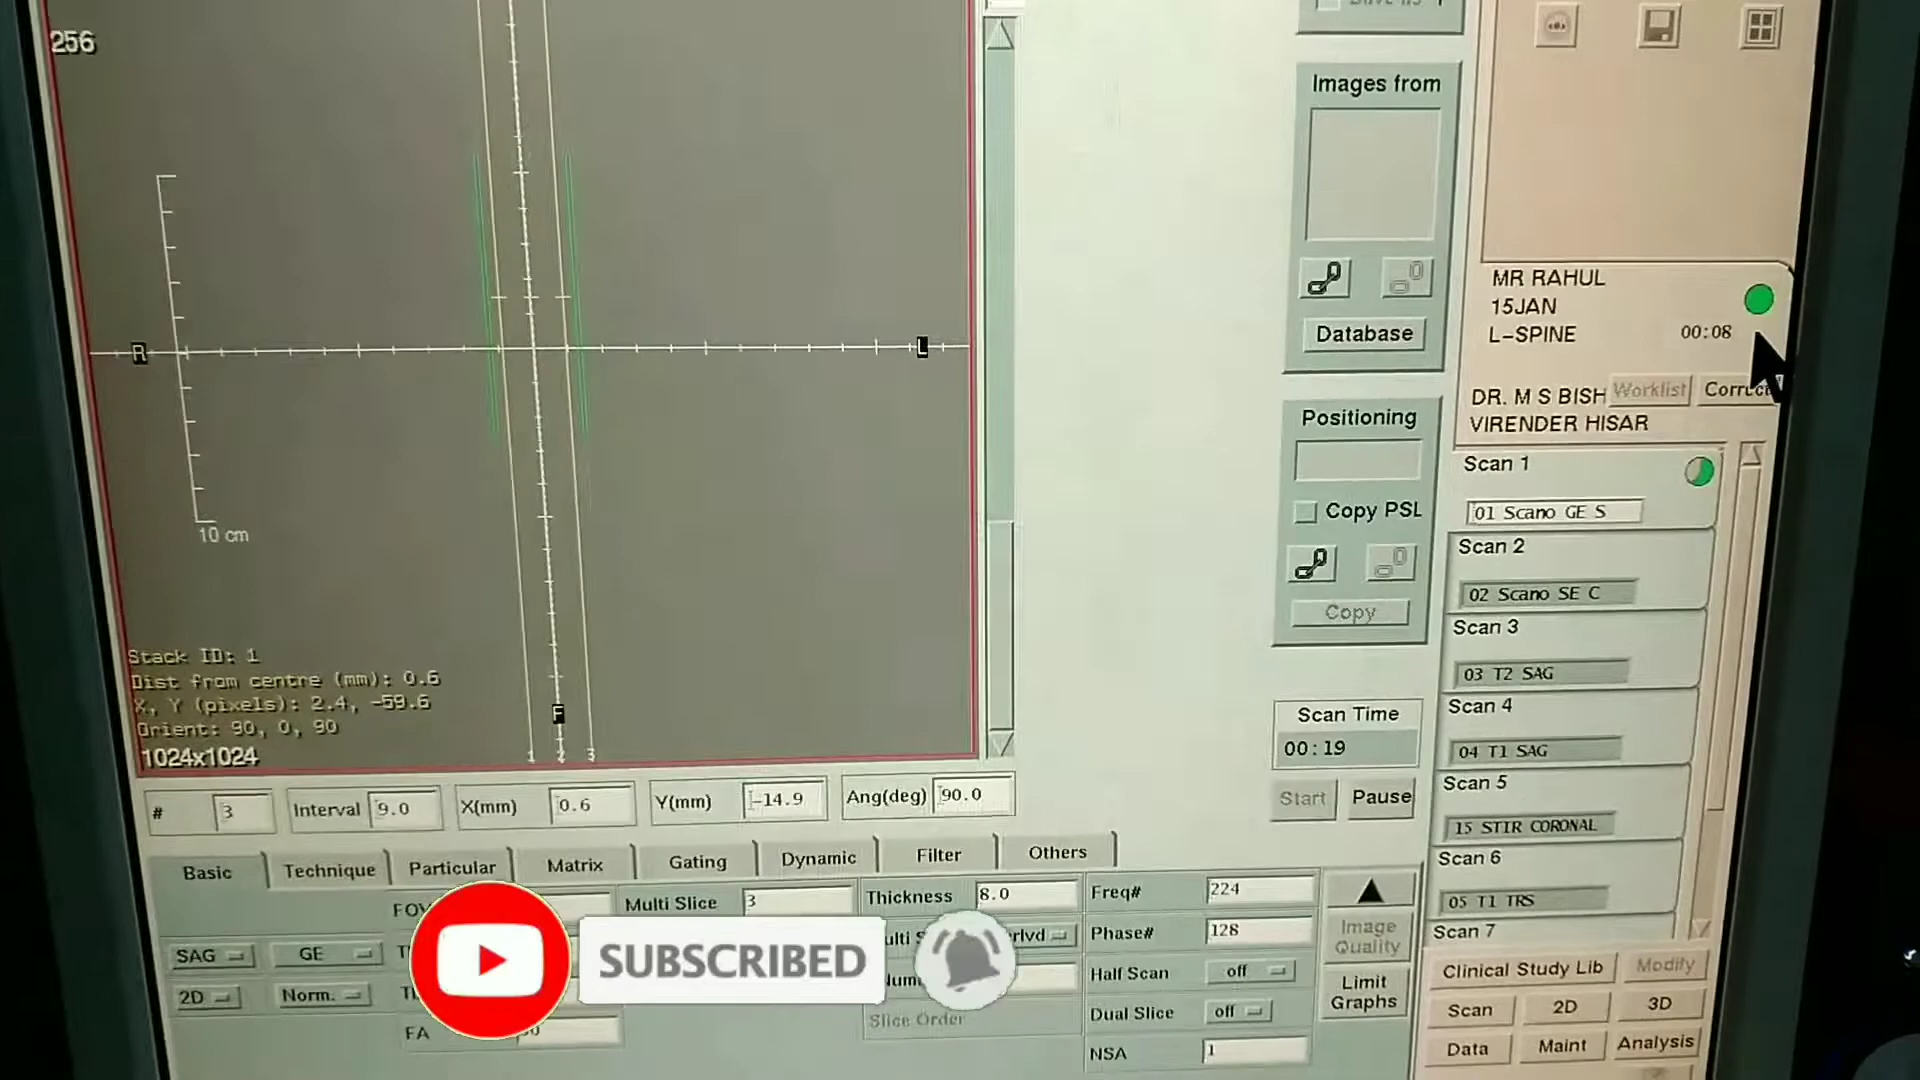 256
R
L
10 cm
F
Stack ID: 1
Dist from centre (mm): 0.6
X, Y (pixels): 2.4, -59.6
Orient: 90, 0, 90
1024x1024
1 2 3
# 3 Interval 9.0 X(mm) 0.6 Y(mm) -14.9 Ang(deg) 90.0
Basic Technique Particular Matrix Gating Dynamic Filter Others
Multi Slice 3 Thickness 8.0 Freq# 224
SAG GE Phase# 128
2D Norm. Half Scan off
FA Slice Order Dual Slice off
NSA 1
Image
Quality
Limit
Graphs
SUBSCRIBED
Images from
Database
Positioning
Copy PSL
Copy
Scan Time
00:19
Start Pause
MR RAHUL
15JAN
L-SPINE 00:08
DR. M S BISH Worklist
VIRENDER HISAR
Scan 1
01 Scano GE S
Scan 2
02 Scano SE C
Scan 3
03 T2 SAG
Scan 4
04 T1 SAG
Scan 5
15 STIR CORONAL
Scan 6
05 T1 TRS
Scan 7
Clinical Study Lib Modify
Scan 2D 3D
Data Maint Analysis